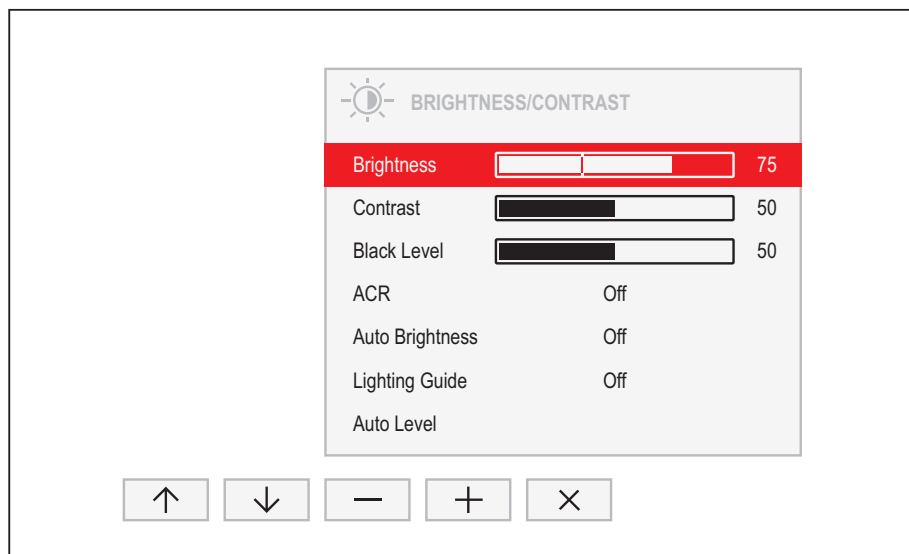 BRIGHTNESS/CONTRAST
Brightness 75
Contrast 50
Black Level 50
ACR Off
Auto Brightness Off
Lighting Guide Off
Auto Level